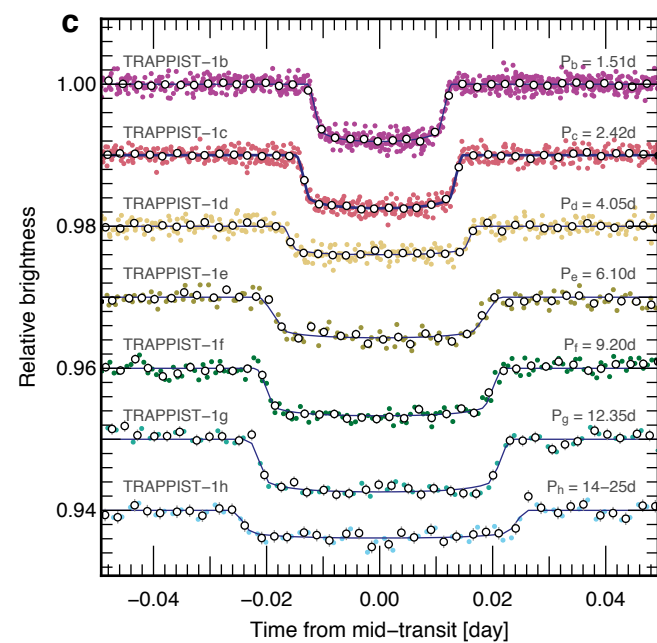 c
TRAPPIST−1b P_b = 1.51d
1.00
TRAPPIST−1c P_c = 2.42d
TRAPPIST−1d P_d = 4.05d
0.98
TRAPPIST−1e P_e = 6.10d
TRAPPIST−1f P_f = 9.20d
0.96
TRAPPIST−1g P_g = 12.35d
TRAPPIST−1h P_h = 14−25d
0.94
Relative brightness
−0.04 −0.02 0.00 0.02 0.04
Time from mid−transit [day]